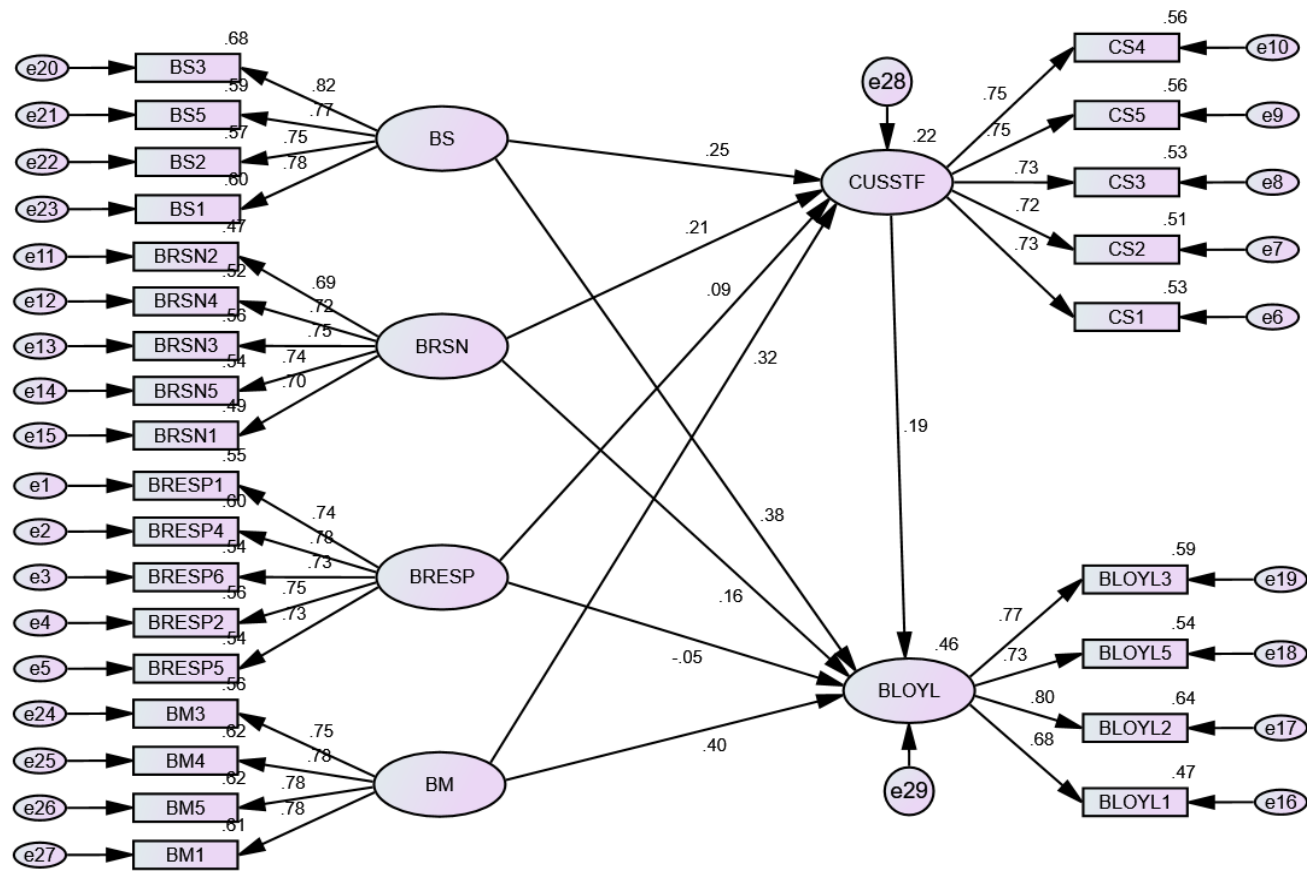 .68
e20 BS3 .82
.59
e21 BS5 .77
.57
e22 BS2 .75
.78
.60
e23 BS1
.47
e11 BRSN2 .69
.52
e12 BRSN4 .72
.56
e13 BRSN3 .75
.54
e14 BRSN5 .74
.70
.49
e15 BRSN1
.55
e1 BRESP1 .74
.60
e2 BRESP4 .78
.54
e3 BRESP6 .73
.56
e4 BRESP2 .75
.73
.54
e5 BRESP5
.56
e24 BM3 .75
.62
e25 BM4 .78
.62
e26 BM5 .78
.78
.61
e27 BM1
BS
BRSN
BRESP
BM
.25
.21
.09
.32
.38
.16
-.05
.40
.19
e28
.22
CUSSTF
.56
.75 CS4 e10
.56
.75 CS5 e9
.53
.73 CS3 e8
.51
.72 CS2 e7
.53
.73 CS1 e6
.46
BLOYL
e29
.59
.77 BLOYL3 e19
.54
.73 BLOYL5 e18
.64
.80 BLOYL2 e17
.47
.68 BLOYL1 e16